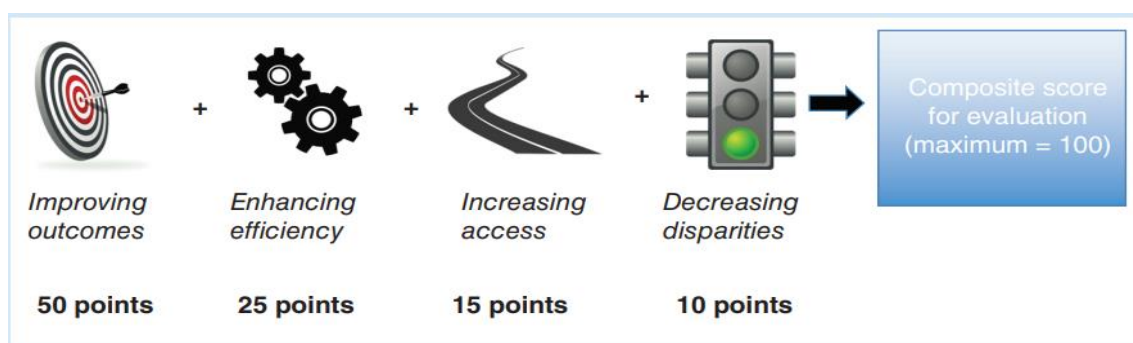 +
+
+
Composite score
for evaluation
(maximum = 100)
Improving
outcomes
Enhancing
efficiency
Increasing
access
Decreasing
disparities
50 points
25 points
15 points
10 points